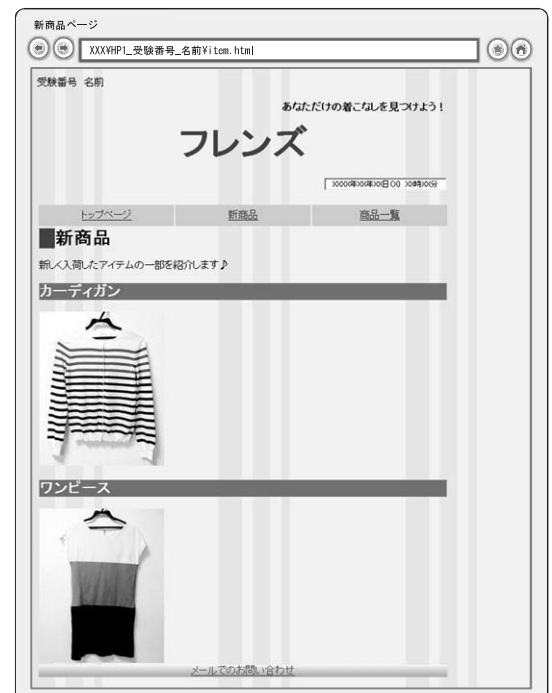 新商品ページ
XXX¥HP1_受験番号_名前¥item.html
受験番号 名前
あなただけの着こなしを見つけよう!
フレンズ
XXXX年XX月XX日(X) XX時XX分
トップページ 新商品 商品一覧
新商品
新しく入荷したアイテムの一部を紹介します♪
カーディガン
ワンピース
メールでのお問い合わせ